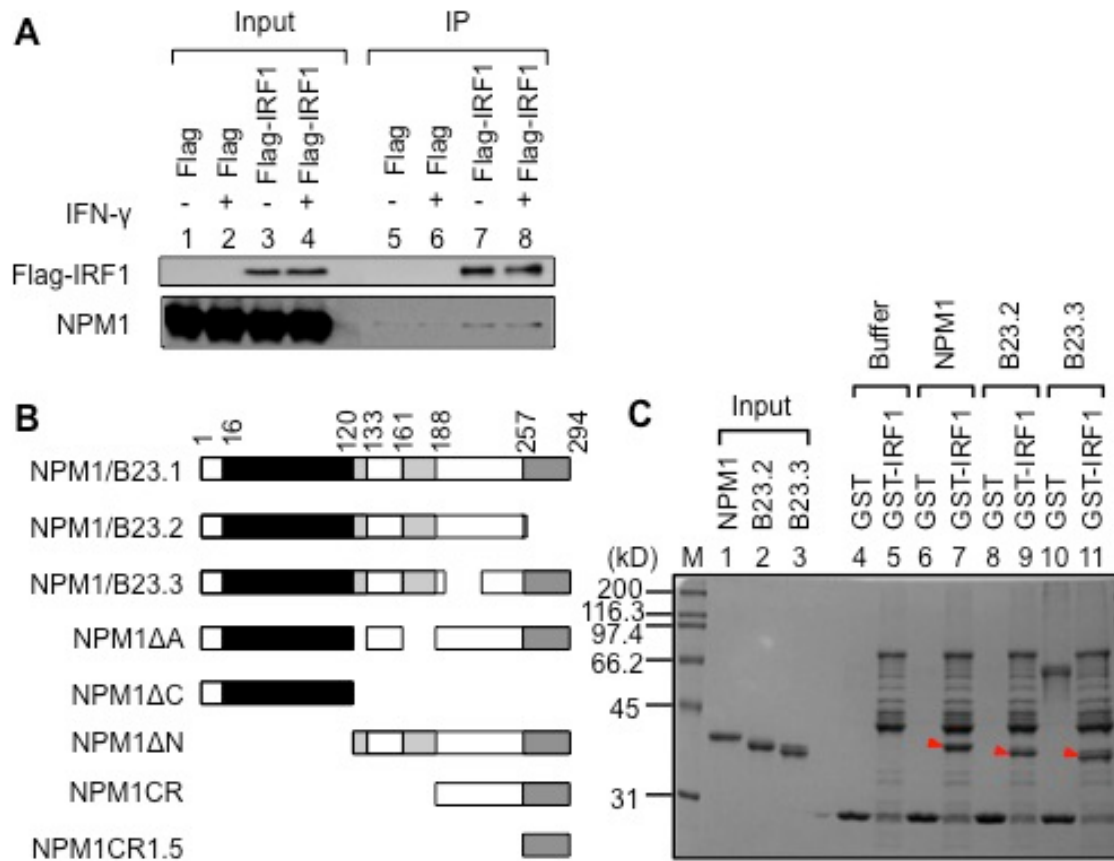 A
Input IP
Flag Flag Flag-IRF1 Flag-IRF1 Flag Flag Flag-IRF1 Flag-IRF1
IFN-γ - + - + - + - +
1 2 3 4 5 6 7 8
Flag-IRF1
NPM1
B
1 16 120 133 161 188 257 294
NPM1/B23.1
NPM1/B23.2
NPM1/B23.3
NPM1ΔA
NPM1ΔC
NPM1ΔN
NPM1CR
NPM1CR1.5
C
Buffer NPM1 B23.2 B23.3
Input
NPM1 B23.2 B23.3 GST GST-IRF1 GST GST-IRF1 GST GST-IRF1 GST GST-IRF1
(kD) M 1 2 3 4 5 6 7 8 9 10 11
200
116.3
97.4
66.2
45
31